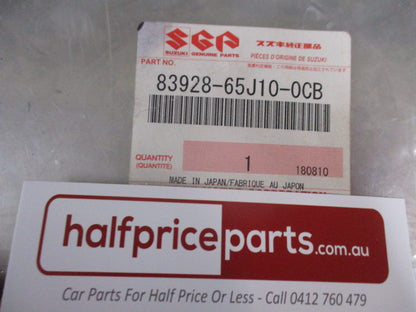 SGP スズキ純正部品
SUZUKI GENUINE PARTS PIÈCES D'ORIGINE DE SUZUKI
PART NO.
83928-65J10-0CB
QUANTITY
(QUANTITÉ) 1 180810
MADE IN JAPAN/FABRIQUE AU JAPON
halfpriceparts.com.au
Car Parts For Half Price Or Less - Call 0412 760 479